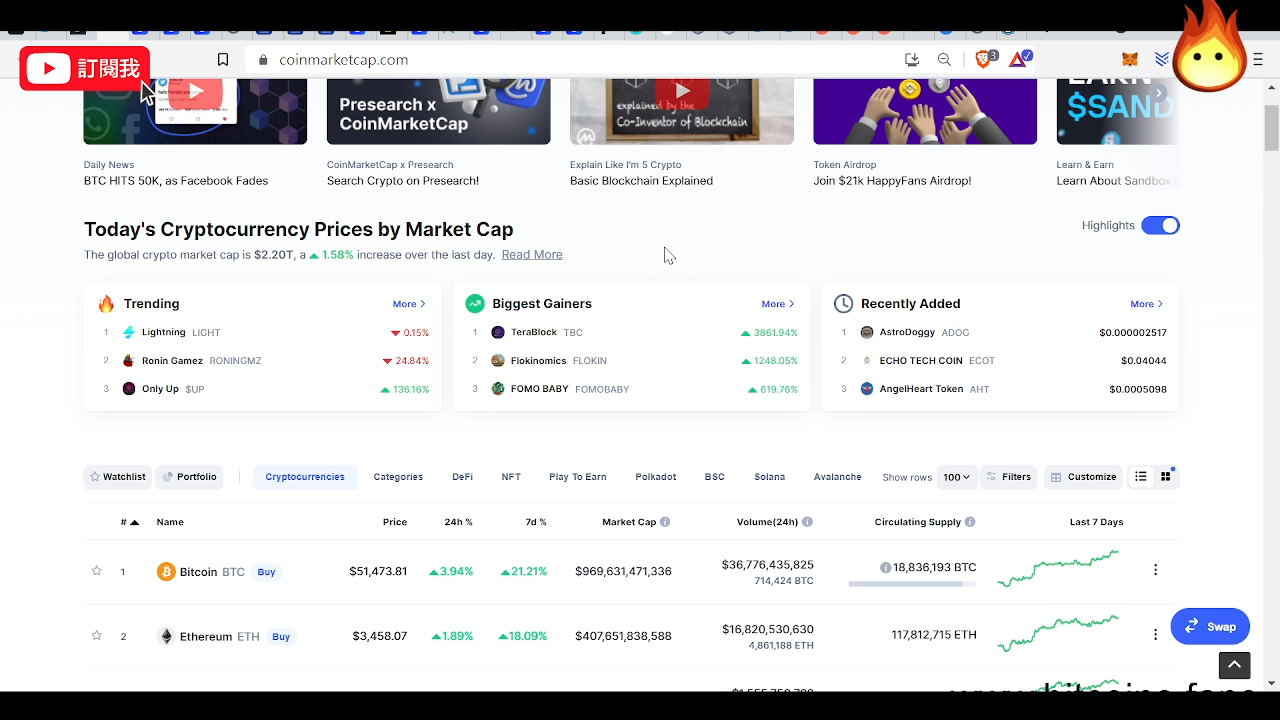 訂閱我
coinmarketcap.com
3
Presearch x
CoinMarketCap
explained by the
Co-Inventor of Blockchain
LEARN
$SAND
Daily News
BTC HITS 50K, as Facebook Fades
CoinMarketCap x Presearch
Search Crypto on Presearch!
Explain Like I'm 5 Crypto
Basic Blockchain Explained
Token Airdrop
Join $21k HappyFans Airdrop!
Learn & Earn
Learn About Sandbox
Today's Cryptocurrency Prices by Market Cap
Highlights
The global crypto market cap is $2.20T, a 1.58% increase over the last day. Read More
Trending More
1 Lightning LIGHT 0.15%
2 Ronin Gamez RONINGMZ 24.84%
3 Only Up $UP 136.16%
Biggest Gainers More
1 TeraBlock TBC 3861.94%
2 Flokinomics FLOKIN 1248.05%
3 FOMO BABY FOMOBABY 619.76%
Recently Added More
1 AstroDoggy ADOG $0.000002517
2 ECHO TECH COIN ECOT $0.04044
3 AngelHeart Token AHT $0.0005098
Watchlist Portfolio Cryptocurrencies Categories DeFi NFT Play To Earn Polkadot BSC Solana Avalanche Show rows 100 Filters Customize
# Name Price 24h % 7d % Market Cap Volume(24h) Circulating Supply Last 7 Days
1 Bitcoin BTC Buy $51,473.81 3.94% 21.21% $969,631,471,336 $36,776,435,825 18,836,193 BTC
714,424 BTC
2 Ethereum ETH Buy $3,458.07 1.89% 18.09% $407,651,838,588 $16,820,530,630 117,812,715 ETH
4,861,188 ETH
Swap